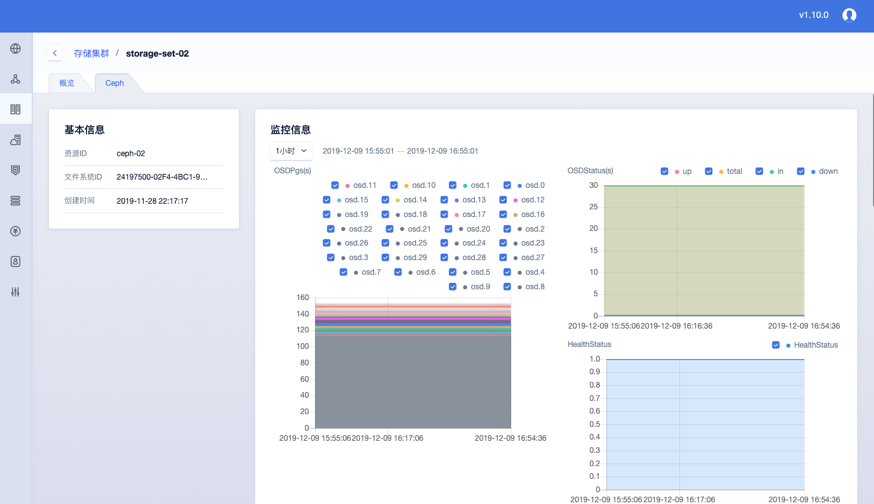 v1.10.0
存储集群 / storage-set-02
概览 Ceph
基本信息
资源ID ceph-02
文件系统ID 24197500-02F4-4BC1-9...
创建时间 2019-11-28 22:17:17
监控信息
1小时 2019-12-09 15:55:01 — 2019-12-09 16:55:01
OSDPgs(s)
osd.11 osd.10 osd.1 osd.0
osd.15 osd.14 osd.13 osd.12
osd.19 osd.18 osd.17 osd.16
osd.22 osd.21 osd.20 osd.2
osd.26 osd.25 osd.24 osd.23
osd.3 osd.29 osd.28 osd.27
osd.7 osd.6 osd.5 osd.4
osd.9 osd.8
160
140
120
100
80
60
40
20
0
2019-12-09 15:55:06 2019-12-09 16:17:06 2019-12-09 16:54:36
OSDStatus(s) up total in down
30
25
20
15
10
5
0
2019-12-09 15:55:06 2019-12-09 16:16:36 2019-12-09 16:54:36
HealthStatus HealthStatus
1.0
0.9
0.8
0.7
0.6
0.5
0.4
0.3
0.2
0.1
0
2019-12-09 15:55:06 2019-12-09 16:17:06 2019-12-09 16:54:36